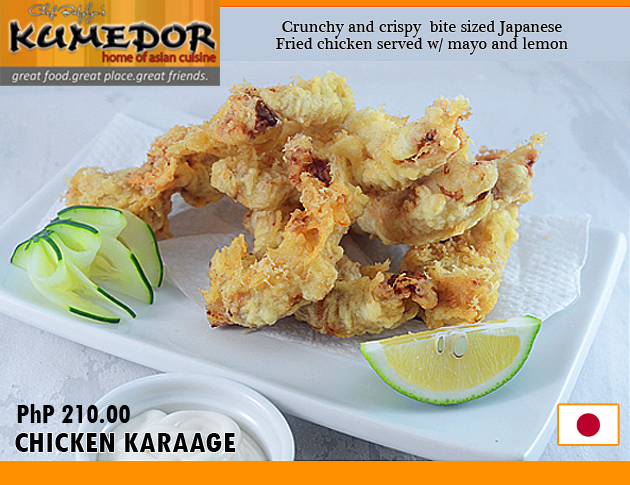 KUMEDOR
home of asian cuisine
great food.great place.great friends.
Crunchy and crispy bite sized Japanese
Fried chicken served w/ mayo and lemon
PhP 210.00
CHICKEN KARAAGE